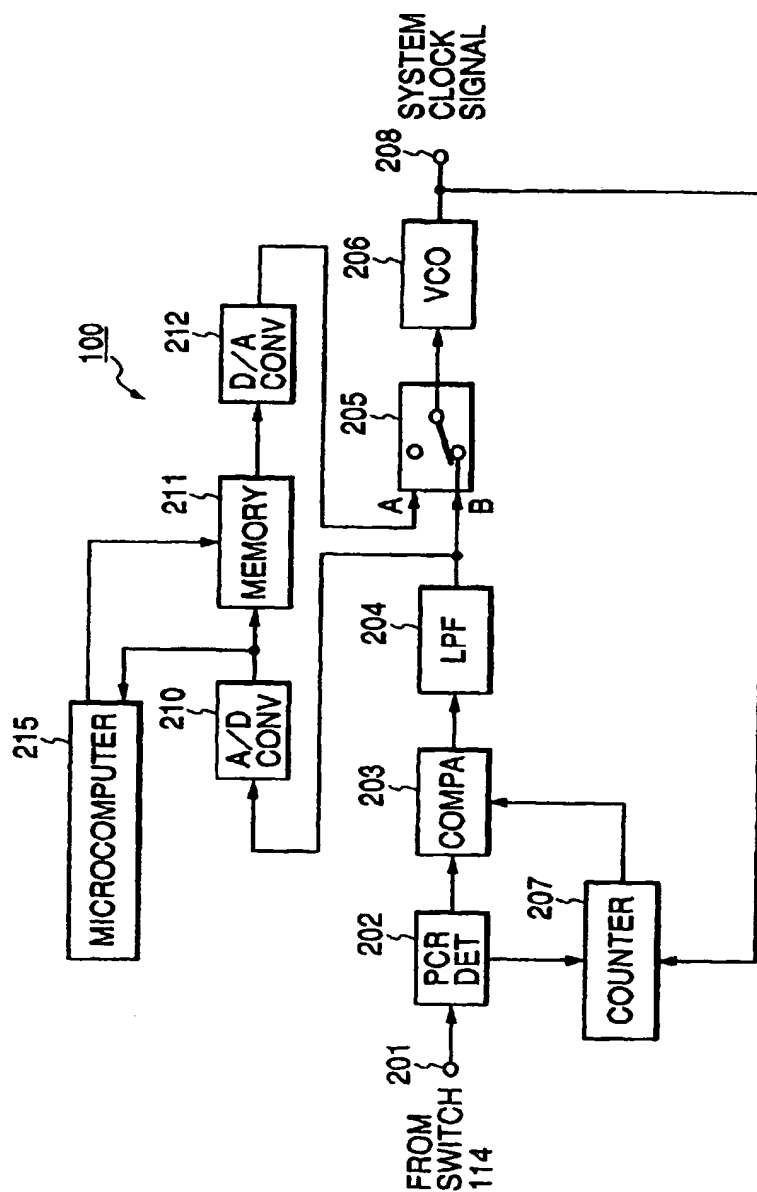 100
215
MICROCOMPUTER
210
A/D
CONV
211
MEMORY
212
D/A
CONV
FROM
SWITCH
114
201
202
PCR
DET
203
COMPA
204
LPF
A
B
205
206
VCO
208
SYSTEM
CLOCK
SIGNAL
207
COUNTER